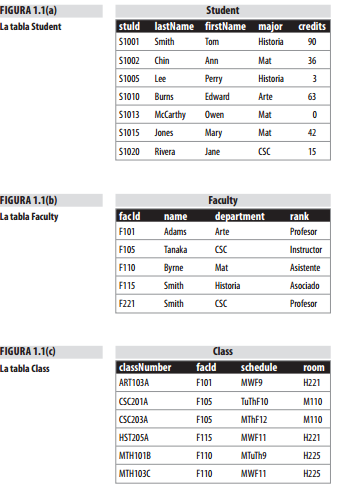 FIGURA 1.1(a)
La tabla Student
Student
stuId lastName firstName major credits
S1001 Smith Tom Historia 90
S1002 Chin Ann Mat 36
S1005 Lee Perry Historia 3
S1010 Burns Edward Arte 63
S1013 McCarthy Owen Mat 0
S1015 Jones Mary Mat 42
S1020 Rivera Jane CSC 15
FIGURA 1.1(b)
La tabla Faculty
Faculty
facId name department rank
F101 Adams Arte Profesor
F105 Tanaka CSC Instructor
F110 Byrne Mat Asistente
F115 Smith Historia Asociado
F221 Smith CSC Profesor
FIGURA 1.1(c)
La tabla Class
Class
classNumber facId schedule room
ART103A F101 MWF9 H221
CSC201A F105 TuThF10 M110
CSC203A F105 MThF12 M110
HST205A F115 MWF11 H221
MTH101B F110 MTuTh9 H225
MTH103C F110 MWF11 H225